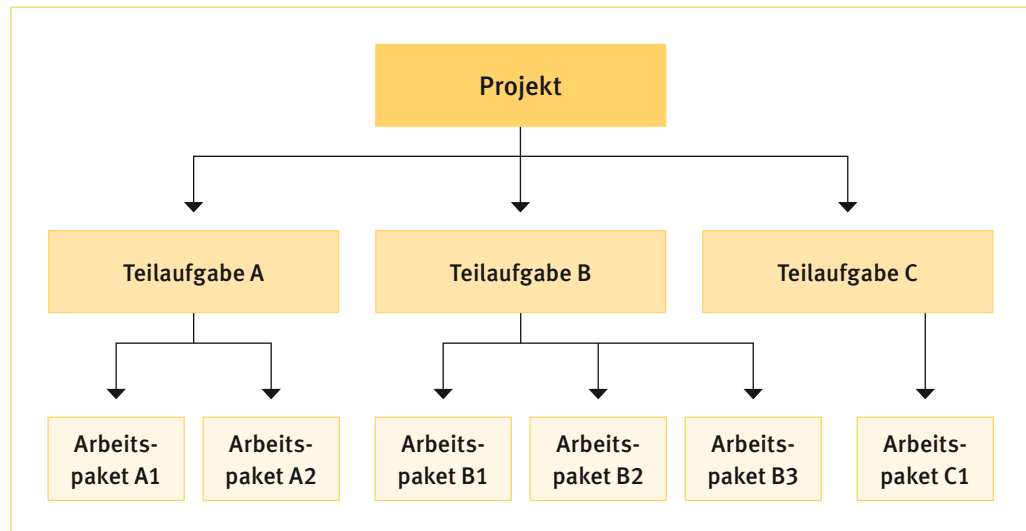 Projekt
Teilaufgabe A
Teilaufgabe B
Teilaufgabe C
Arbeits-
paket A1
Arbeits-
paket A2
Arbeits-
paket B1
Arbeits-
paket B2
Arbeits-
paket B3
Arbeits-
paket C1